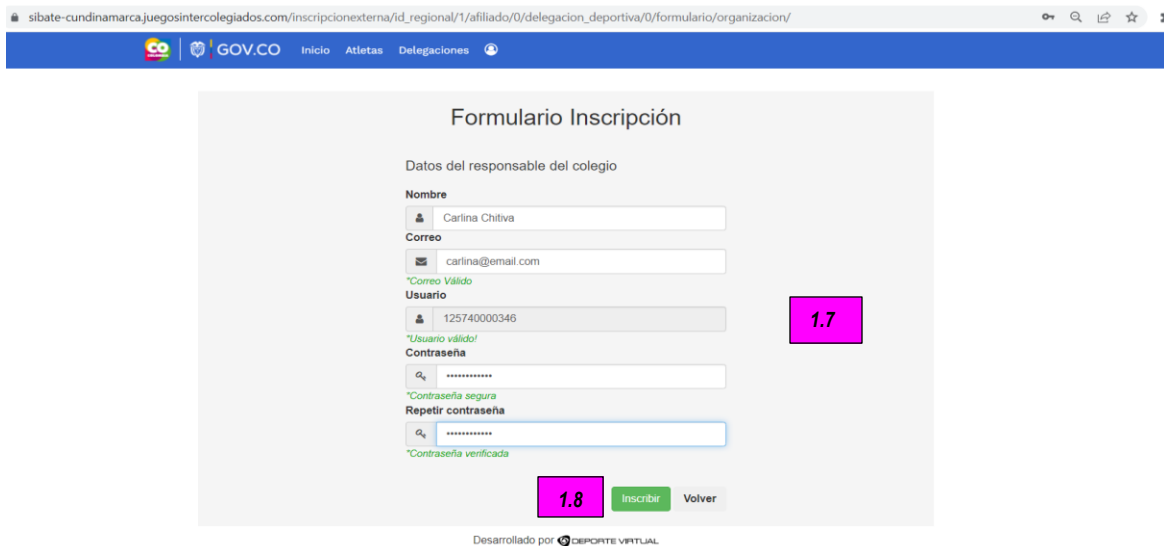 sibate-cundinamarca.juegosintercolegiados.com/inscripcionexterna/id_regional/1/afiliado/0/delegacion_deportiva/0/formulario/organizacion/
CO GOV.CO Inicio Atletas Delegaciones
Formulario Inscripción
Datos del responsable del colegio
Nombre
Carlina Chitiva
Correo
carlina@email.com
*Correo Válido
Usuario
125740000346
1.7
*Usuario válido!
Contraseña
••••••••••••
*Contraseña segura
Repetir contraseña
••••••••••••
*Contraseña verificada
1.8 Inscribir Volver
Desarrollado por DEPORTE VIRTUAL